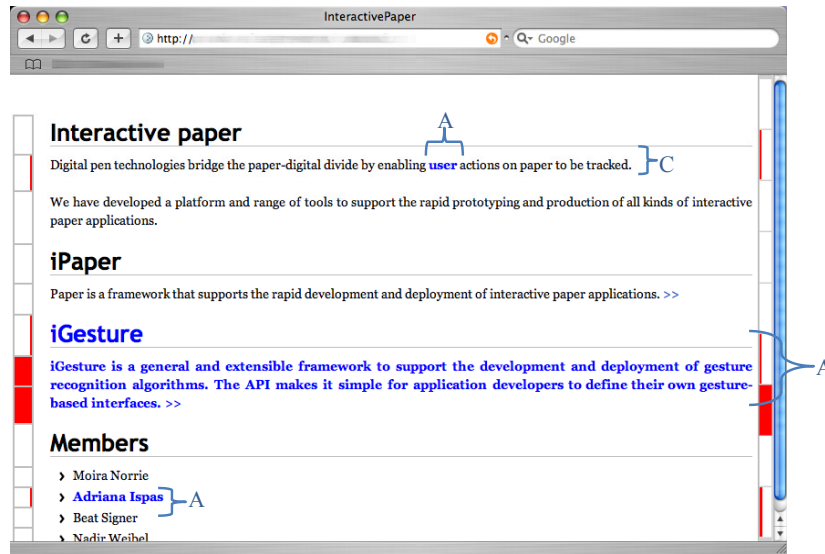 InteractivePaper
http://
Google
A
Interactive paper
Digital pen technologies bridge the paper-digital divide by enabling user actions on paper to be tracked.
C
We have developed a platform and range of tools to support the rapid prototyping and production of all kinds of interactive
paper applications.
iPaper
Paper is a framework that supports the rapid development and deployment of interactive paper applications. >>
iGesture
iGesture is a general and extensible framework to support the development and deployment of gesture
recognition algorithms. The API makes it simple for application developers to define their own gesture-
based interfaces. >>
A
Members
› Moira Norrie
› Adriana Ispas
A
› Beat Signer
› Nadir Weibel